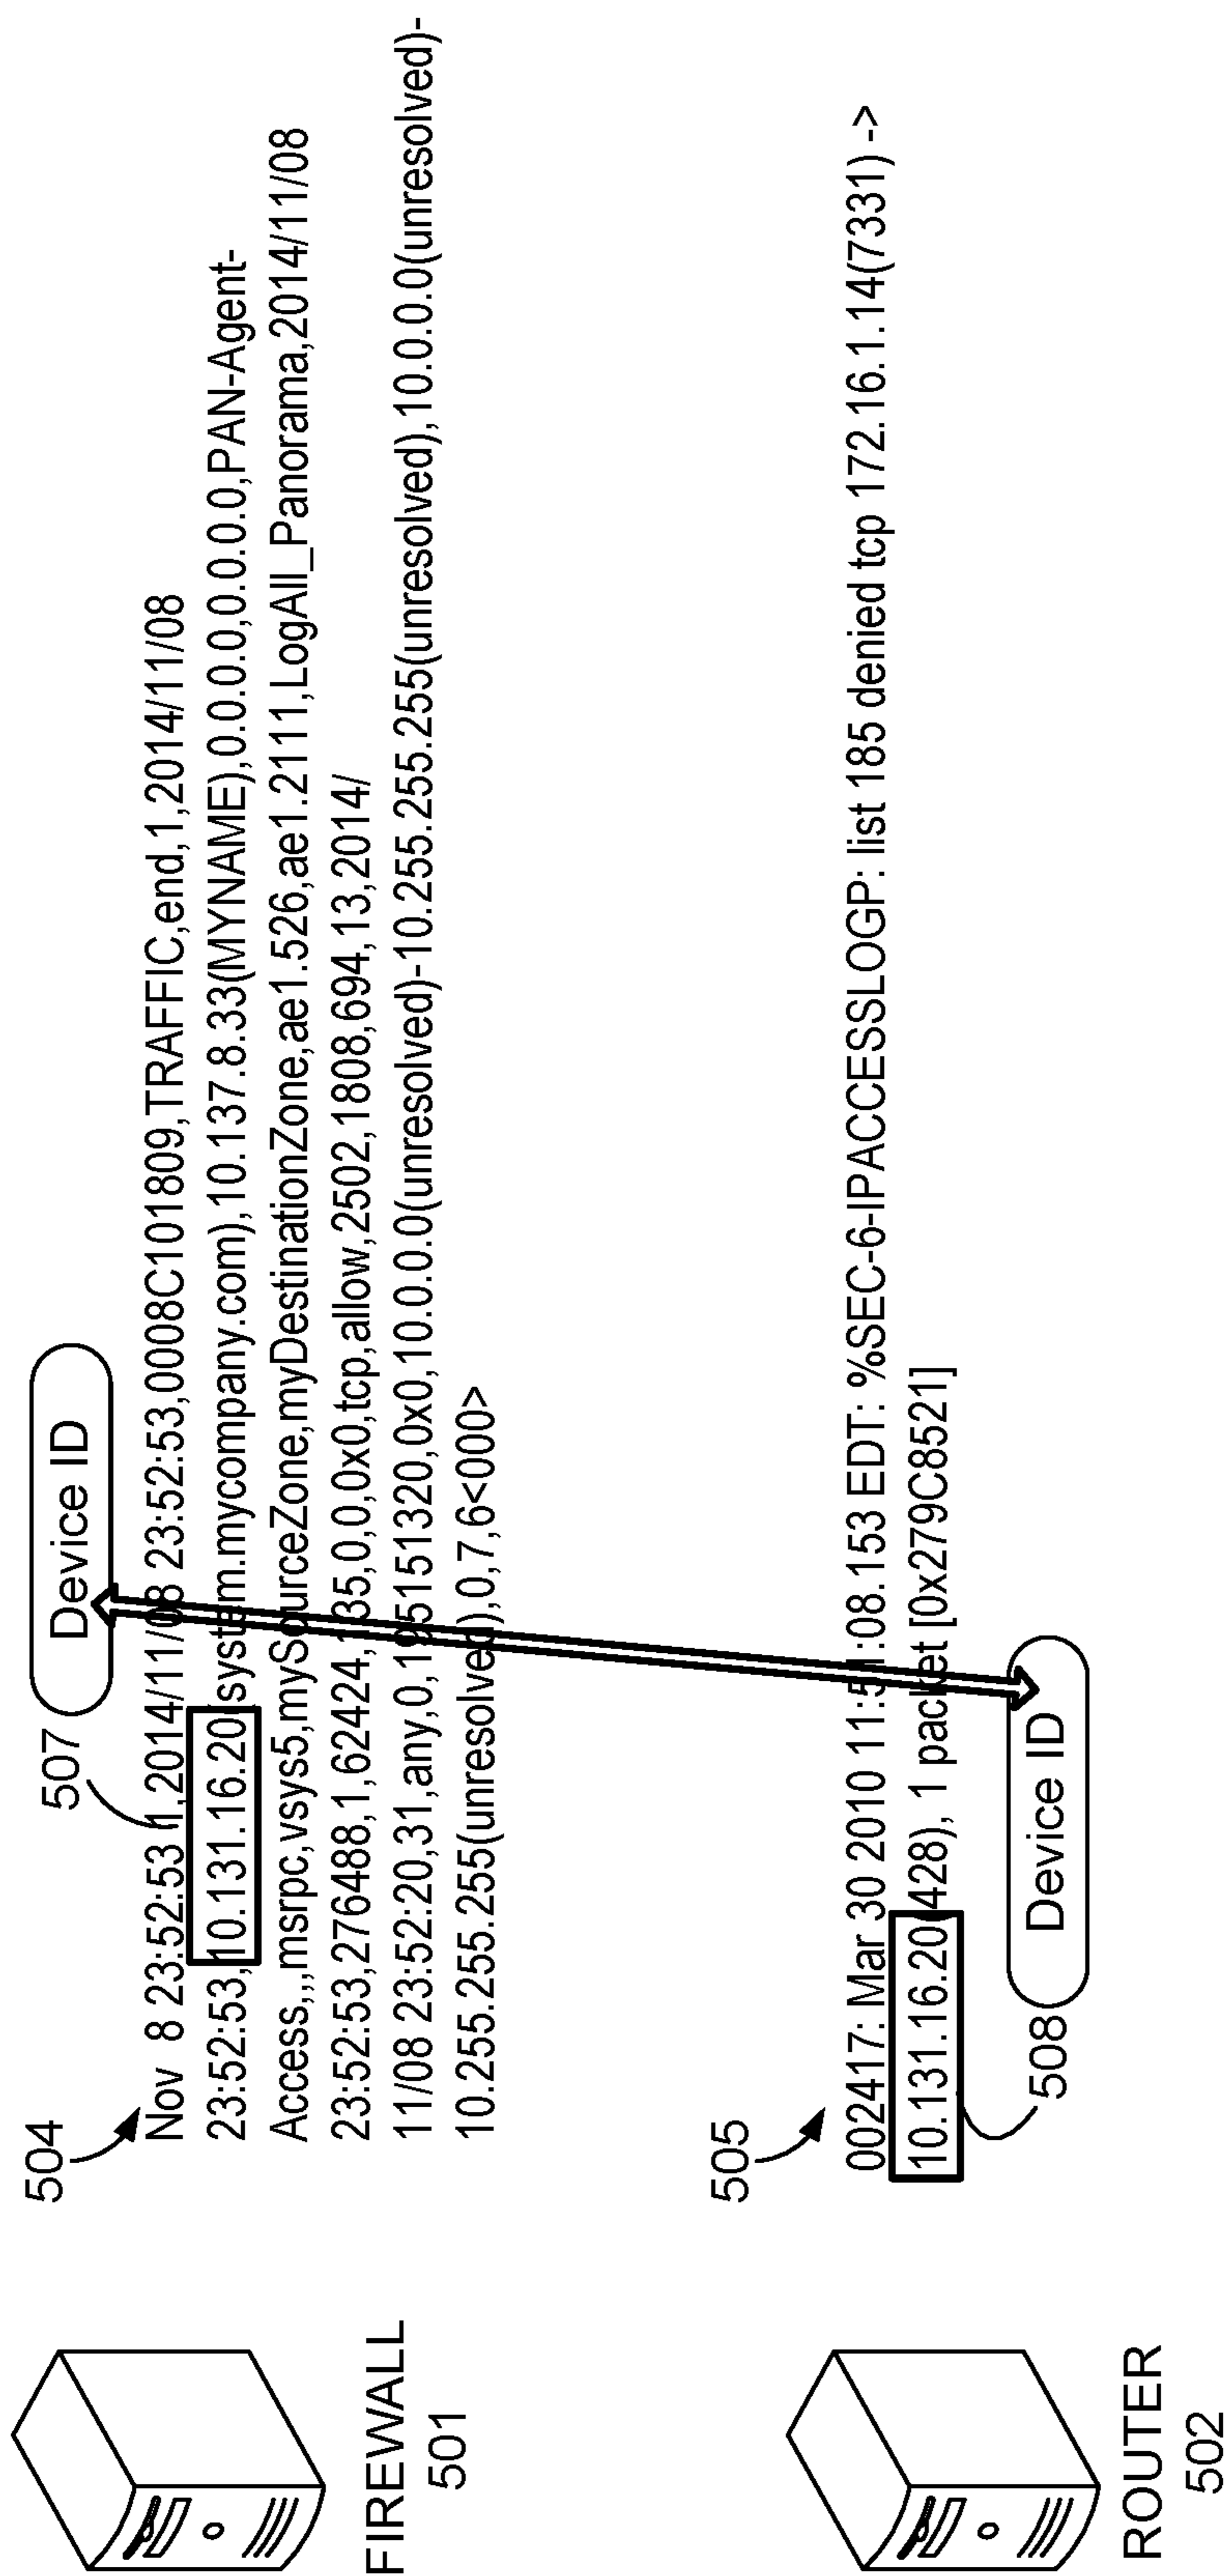 504
507
Device ID
Nov 8 23:52:53 1,2014/11/08 23:52:53,0008C101809,TRAFFIC,end,1,2014/11/08
23:52:53,10.131.16.20(system.mycompany.com),10.137.8.33(MYNAME),0.0.0.0,0.0.0.0,PAN-Agent-
Access,,,msrpc,vsys5,mySourceZone,myDestinationZone,ae1.526,ae1.2111,LogAll_Panorama,2014/11/08
23:52:53,276488,1,62424,135,0,0,0x0,tcp,allow,2502,1808,694,13,2014/
11/08 23:52:20,31,any,0,195151320,0x0,10.0.0.0(unresolved)-10.255.255.255(unresolved),10.0.0.0(unresolved)-
10.255.255.255(unresolved),0,7,6<000>
FIREWALL
501
505
002417: Mar 30 2010 11:51:08.153 EDT: %SEC-6-IPACCESSLOGP: list 185 denied tcp 172.16.1.14(7331) ->
10.131.16.20(428), 1 packet [0x279C8521]
508
Device ID
ROUTER
502